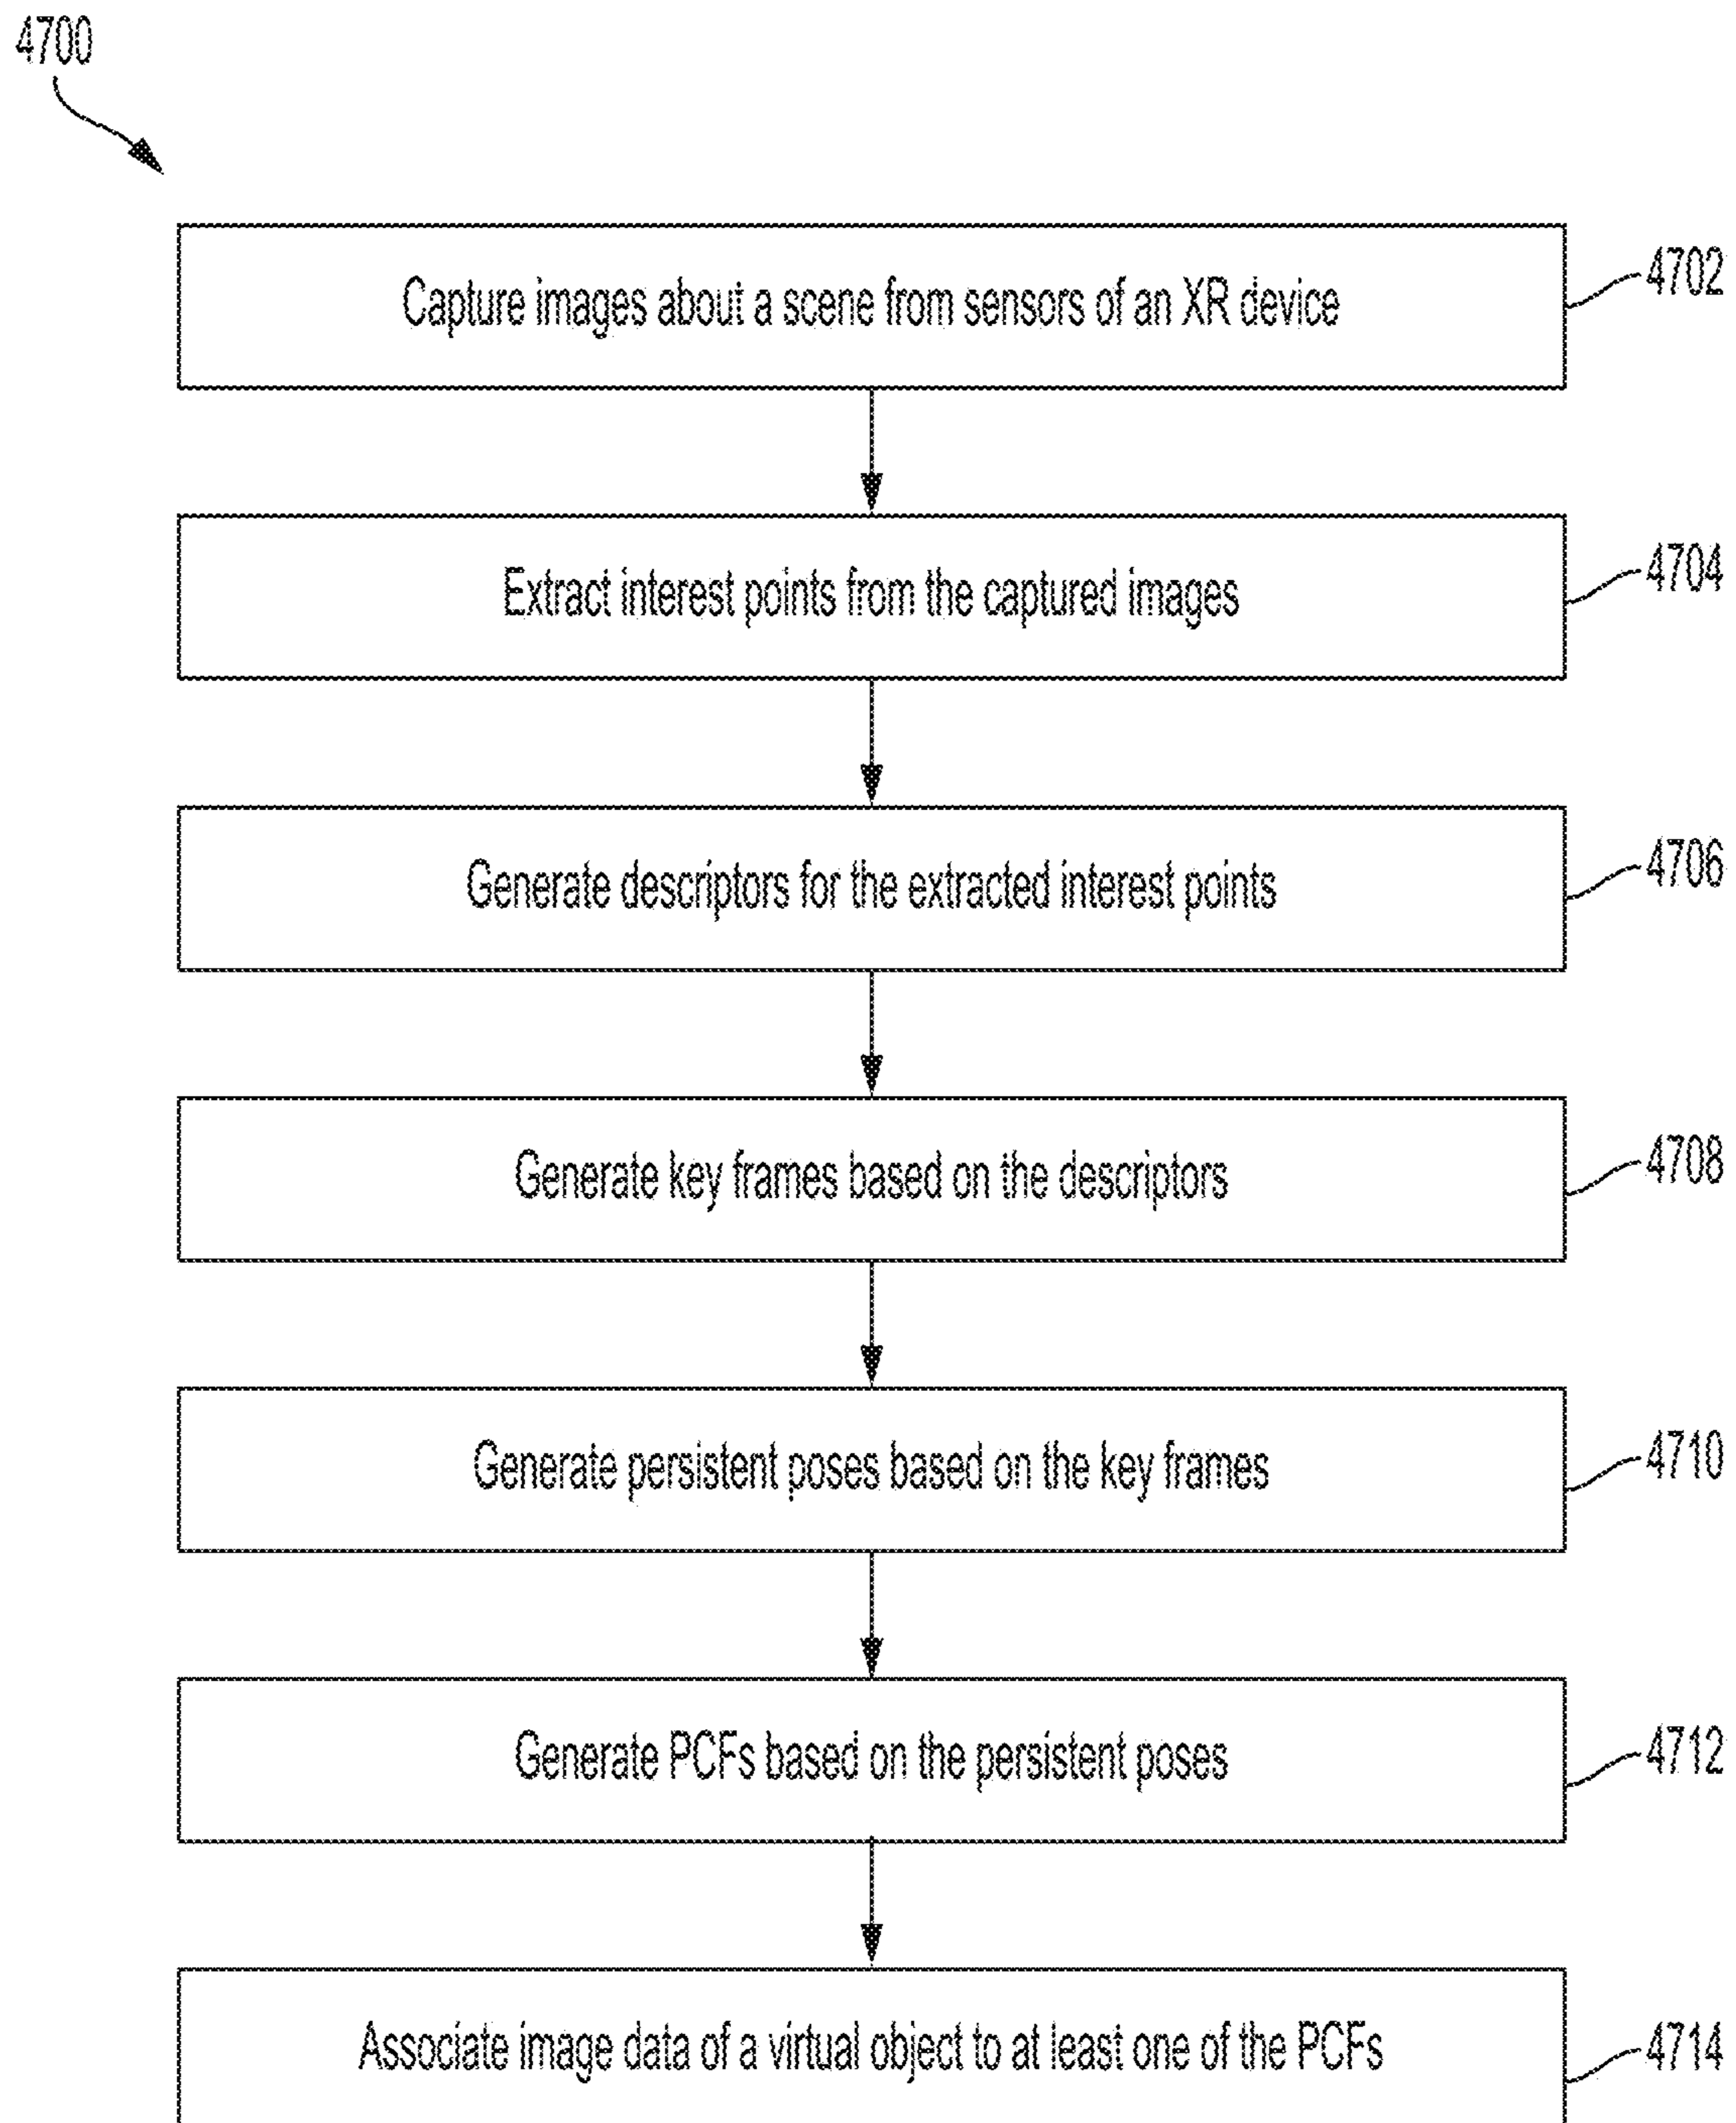 4700
Capture images about a scene from sensors of an XR device
4702
Extract interest points from the captured images
4704
Generate descriptors for the extracted interest points
4706
Generate key frames based on the descriptors
4708
Generate persistent poses based on the key frames
4710
Generate PCFs based on the persistent poses
4712
Associate image data of a virtual object to at least one of the PCFs
4714